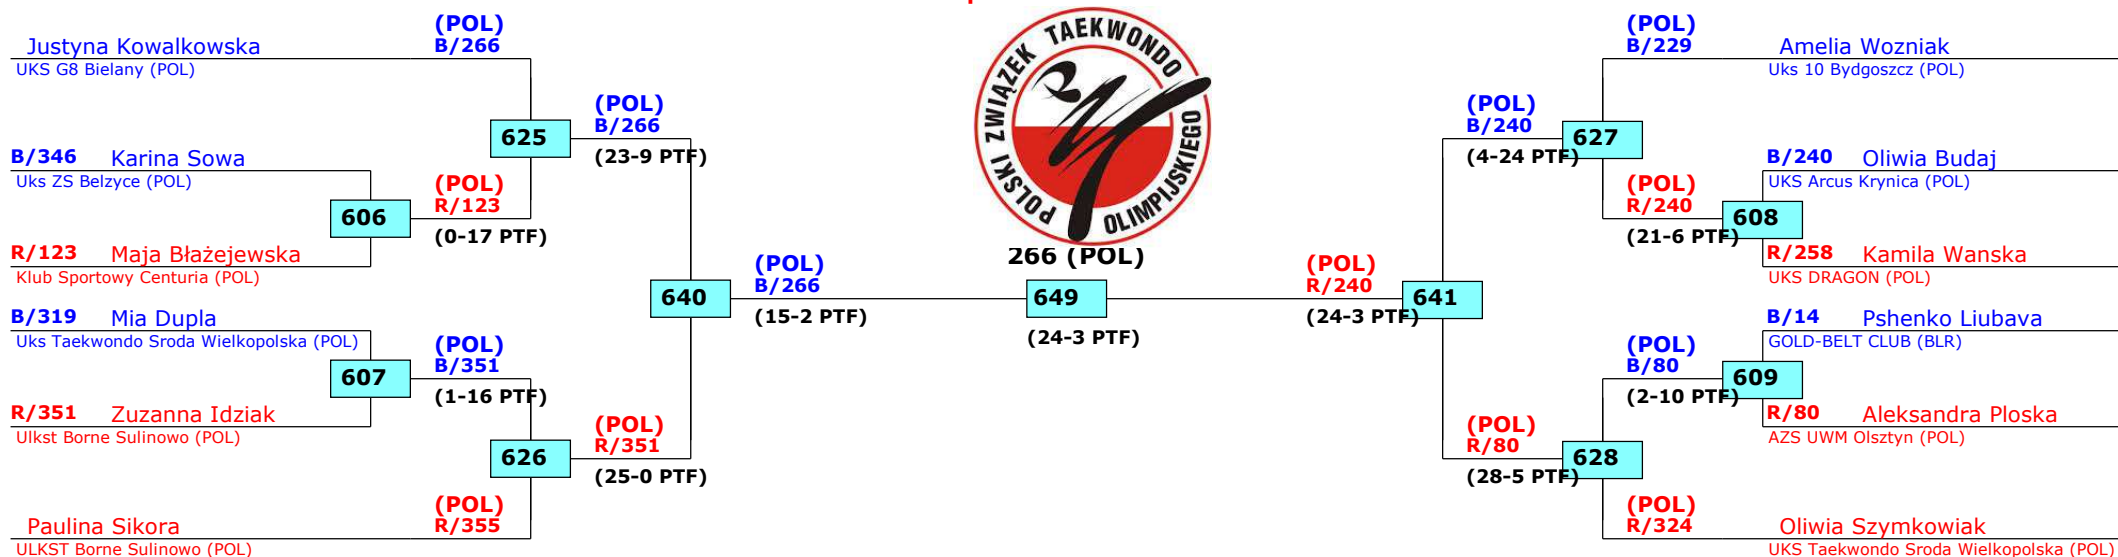 (POL)
B/266
Justyna Kowalkowska
UKS G8 Bielany (POL)
B/346 Karina Sowa
Uks ZS Belzyce (POL)
R/123 Maja Błażejewska
Klub Sportowy Centuria (POL)
B/319 Mia Dupla
Uks Taekwondo Sroda Wielkopolska (POL)
R/351 Zuzanna Idziak
Ulkst Borne Sulinowo (POL)
Paulina Sikora
ULKST Borne Sulinowo (POL)
(POL)
R/355
606
(POL)
R/123
(0-17 PTF)
607
(POL)
B/351
(1-16 PTF)
625
(POL)
B/266
(23-9 PTF)
626
(POL)
R/351
(25-0 PTF)
640
(POL)
B/266
(15-2 PTF)
POLSKI ZWIĄZEK TAEKWONDO OLIMPIJSKIEGO
266 (POL)
649
(24-3 PTF)
(POL)
R/240
(24-3 PTF)
641
(POL)
B/240
(4-24 PTF)
627
(POL)
R/80
(28-5 PTF)
628
(POL)
B/229
Amelia Wozniak
Uks 10 Bydgoszcz (POL)
(POL)
R/240
(21-6 PTF)
608
B/240 Oliwia Budaj
UKS Arcus Krynica (POL)
R/258 Kamila Wanska
UKS DRAGON (POL)
(POL)
B/80
(2-10 PTF)
609
B/14 Pshenko Liubava
GOLD-BELT CLUB (BLR)
R/80 Aleksandra Ploska
AZS UWM Olsztyn (POL)
(POL)
R/324
Oliwia Szymkowiak
UKS Taekwondo Sroda Wielkopolska (POL)